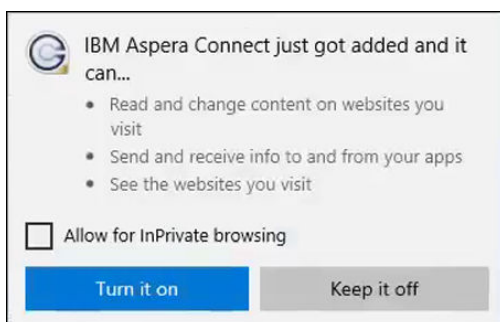 IBM Aspera Connect just got added and it
can...
• Read and change content on websites you
visit
• Send and receive info to and from your apps
• See the websites you visit
Allow for InPrivate browsing
Turn it on
Keep it off